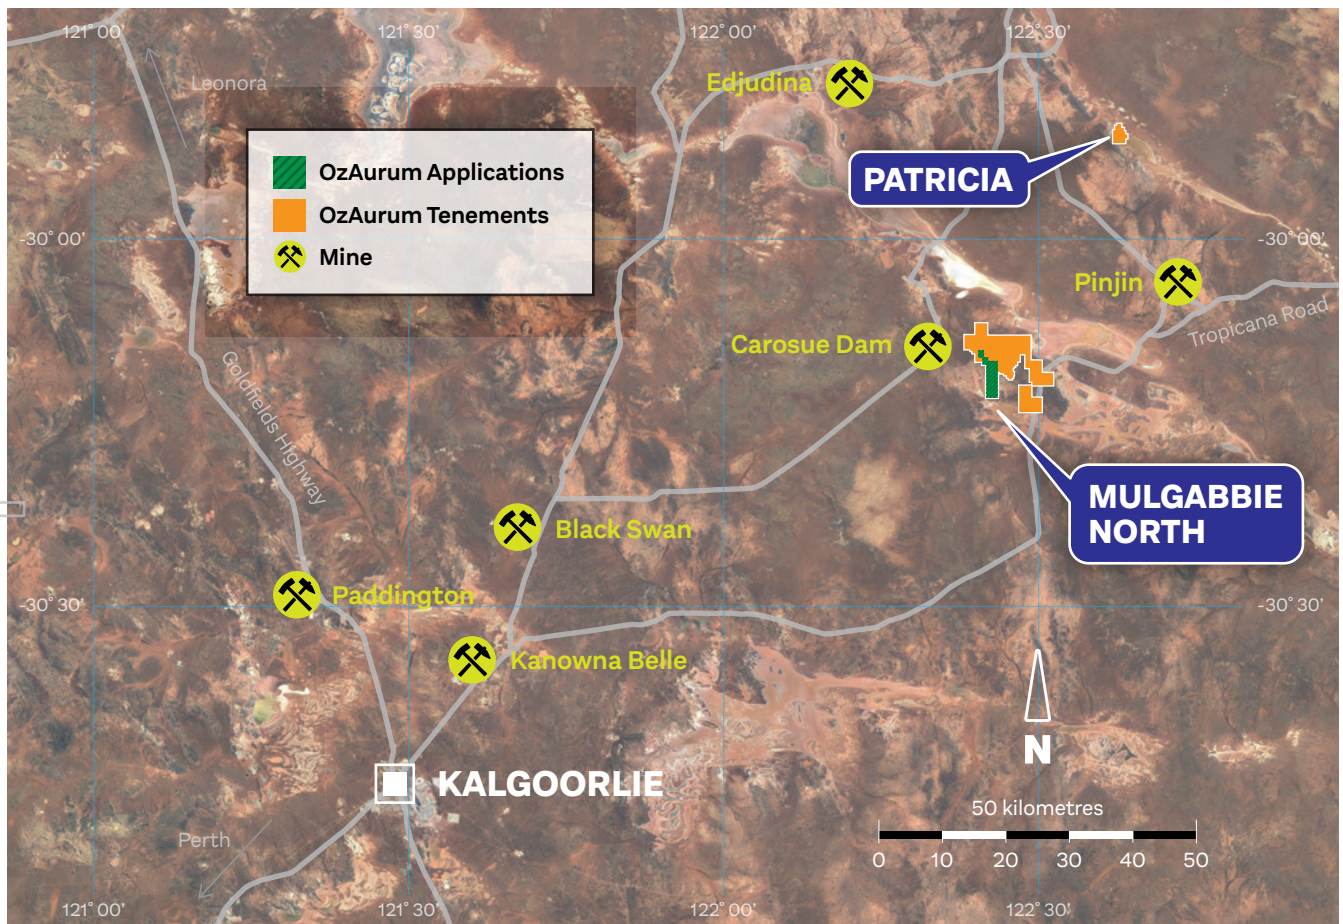 121° 00'
121° 30'
122° 00'
122° 30'
Leonora
Edjudina
OzAurum Applications
OzAurum Tenements
Mine
PATRICIA
-30° 00'
-30° 00'
Pinjin
Tropicana Road
Carosue Dam
Goldfields Highway
MULGABBIE
NORTH
Black Swan
Paddington
-30° 30'
-30° 30'
Kanowna Belle
N
KALGOORLIE
50 kilometres
Perth
0 10 20 30 40 50
121° 00'
121° 30'
122° 00'
122° 30'